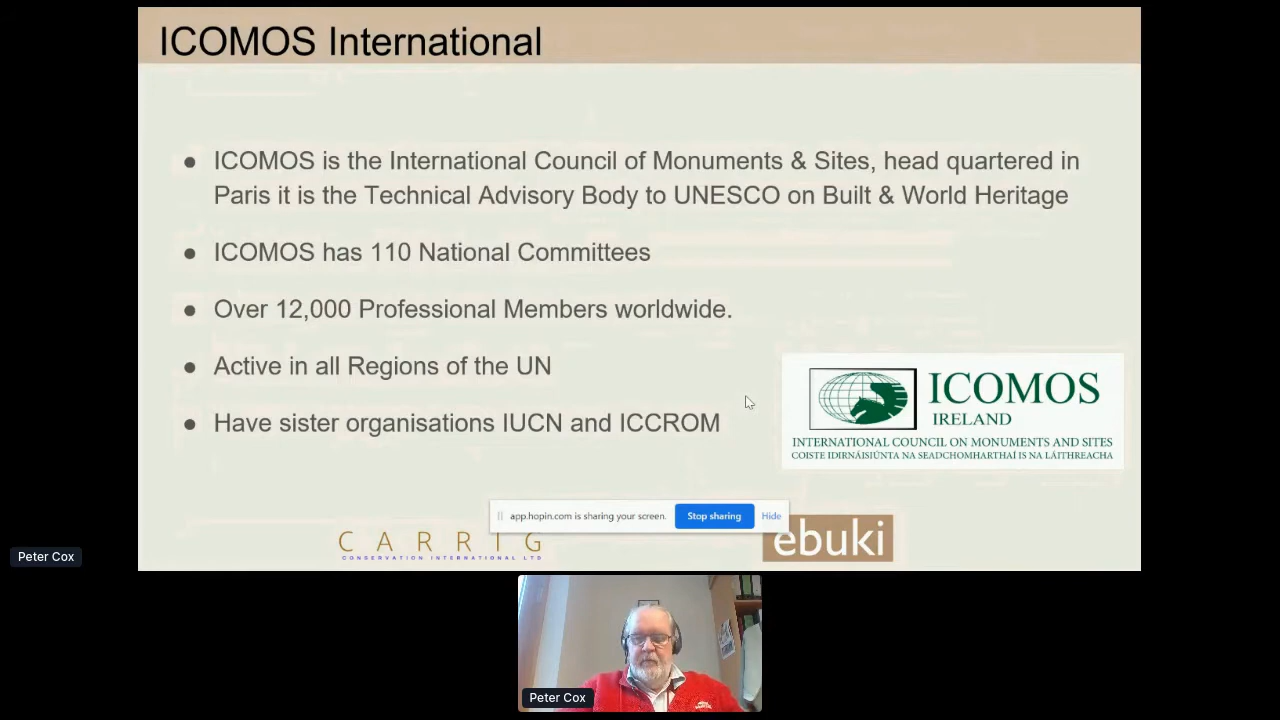 ICOMOS International
● ICOMOS is the International Council of Monuments & Sites, head quartered in
Paris it is the Technical Advisory Body to UNESCO on Built & World Heritage
● ICOMOS has 110 National Committees
● Over 12,000 Professional Members worldwide.
● Active in all Regions of the UN
● Have sister organisations IUCN and ICCROM
ICOMOS
IRELAND
INTERNATIONAL COUNCIL ON MONUMENTS AND SITES
COISTE IDIRNÁISIÚNTA NA SEADCHOMHARTHAÍ IS NA LÁITHREACHA
app.hopin.com is sharing your screen. Stop sharing Hide
CARRIG
CONSERVATION INTERNATIONAL LTD
ebuki
Peter Cox
Peter Cox